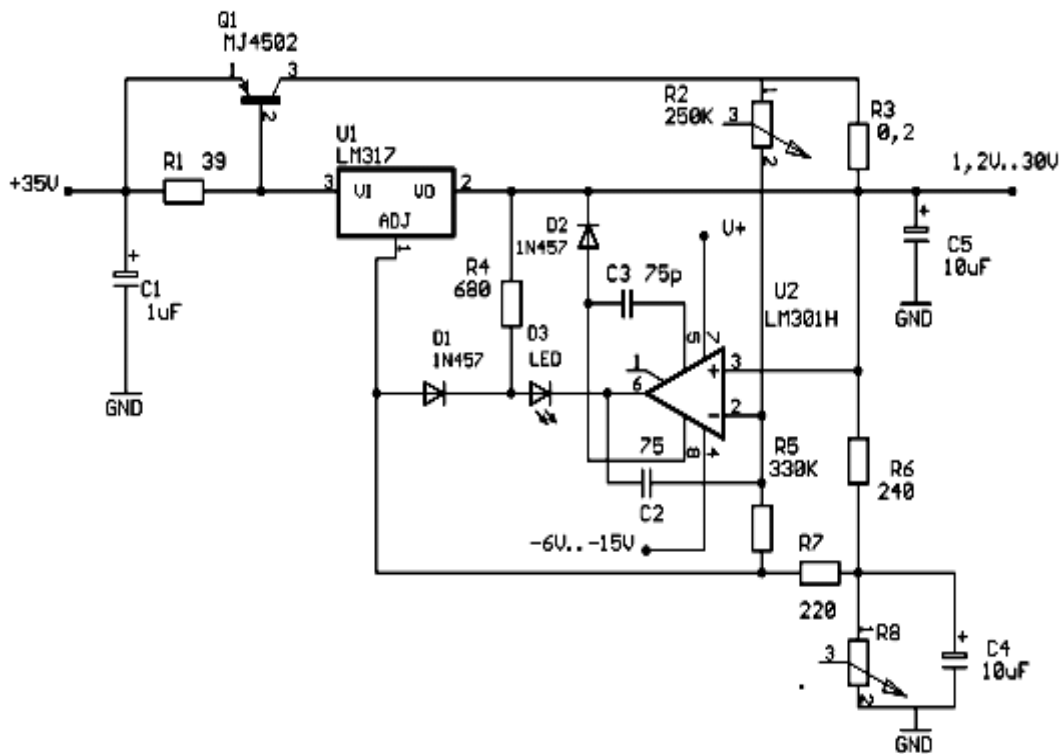 Q1
MJ4502
1
3
2
R2
250K
1
3
2
R3
0,2
U1
LM317
R1 39
+35V
3
VI
VO
2
ADJ
1
1,2V..30V
D2
1N457
V+
+
C5
10uF
GND
+
C1
1uF
GND
R4
680
C3 75p
U2
LM301H
D1
1N457
D3
LED
1
6
5
7
+
3
-
2
8
4
75
C2
R5
330K
R6
240
-6V..-15V
R7
220
1
R8
3
2
+
C4
10uF
GND